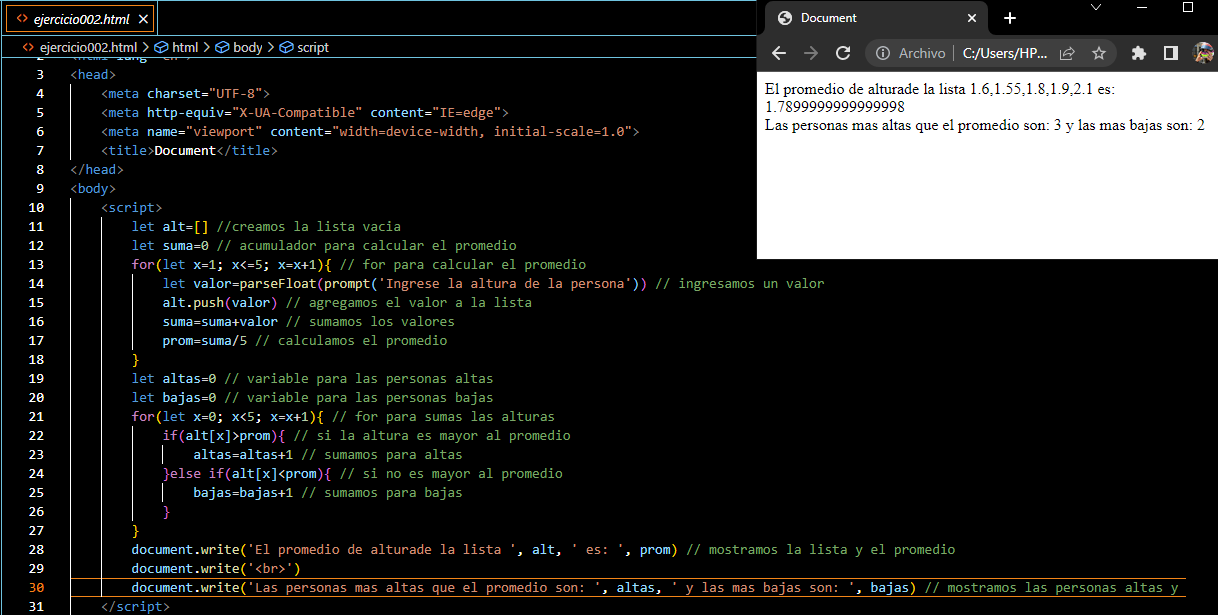 ejercicio002.html
ejercicio002.html > html > body > script
2 <html lang="en">
3 <head>
4 <meta charset="UTF-8">
5 <meta http-equiv="X-UA-Compatible" content="IE=edge">
6 <meta name="viewport" content="width=device-width, initial-scale=1.0">
7 <title>Document</title>
8 </head>
9 <body>
10 <script>
11 let alt=[] //creamos la lista vacia
12 let suma=0 // acumulador para calcular el promedio
13 for(let x=1; x<=5; x=x+1){ // for para calcular el promedio
14 let valor=parseFloat(prompt('Ingrese la altura de la persona')) // ingresamos un valor
15 alt.push(valor) // agregamos el valor a la lista
16 suma=suma+valor // sumamos los valores
17 prom=suma/5 // calculamos el promedio
18 }
19 let altas=0 // variable para las personas altas
20 let bajas=0 // variable para las personas bajas
21 for(let x=0; x<5; x=x+1){ // for para sumas las alturas
22 if(alt[x]>prom){ // si la altura es mayor al promedio
23 altas=altas+1 // sumamos para altas
24 }else if(alt[x]<prom){ // si no es mayor al promedio
25 bajas=bajas+1 // sumamos para bajas
26 }
27 }
28 document.write('El promedio de alturade la lista ', alt, ' es: ', prom) // mostramos la lista y el promedio
29 document.write('<br>')
30 document.write('Las personas mas altas que el promedio son: ', altas, ' y las mas bajas son: ', bajas) // mostramos las personas altas y
31 </script>
Document
Archivo | C:/Users/HP...
El promedio de alturade la lista 1.6,1.55,1.8,1.9,2.1 es:
1.7899999999999998
Las personas mas altas que el promedio son: 3 y las mas bajas son: 2